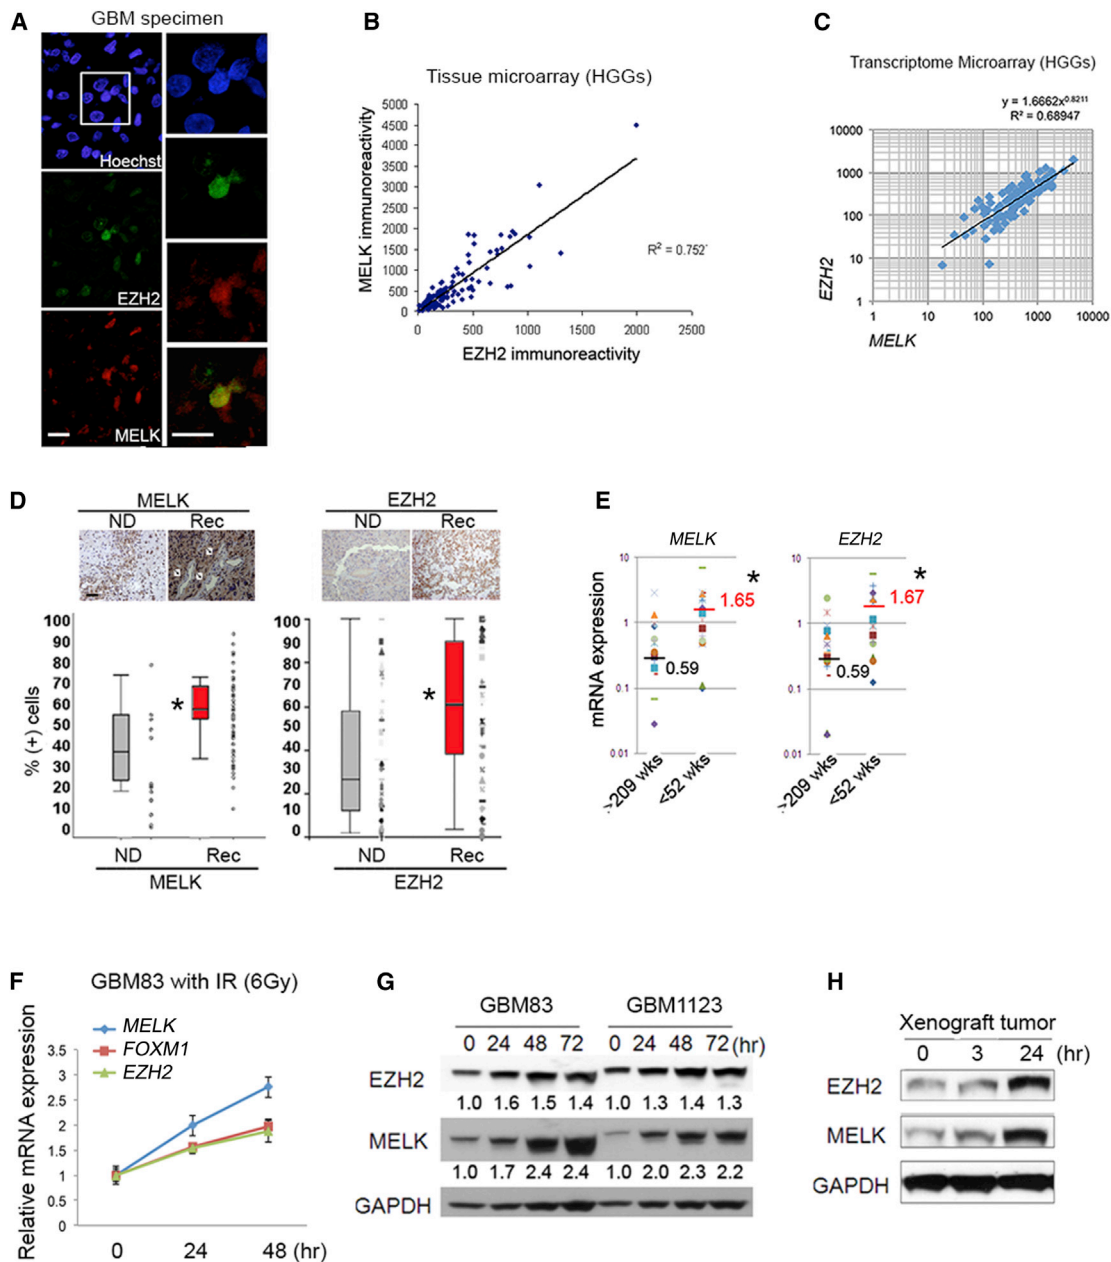 A
GBM specimen
Hoechst
EZH2
MELK
B
Tissue microarray (HGGs)
MELK immunoreactivity
5000
4500
4000
3500
3000
2500
2000
1500
1000
500
0
R² = 0.752
0 500 1000 1500 2000 2500
EZH2 immunoreactivity
C
Transcriptome Microarray (HGGs)
y = 1.6662x^0.8211
R² = 0.68947
EZH2
10000
1000
100
10
1
1 10 100 1000 10000
MELK
D
MELK
ND Rec
EZH2
ND Rec
% (+) cells
100
90
80
70
60
50
40
30
20
10
0
*
ND Rec
MELK
100
90
80
70
60
50
40
30
20
10
0
*
ND Rec
EZH2
E
MELK
mRNA expression
10
1
0.1
0.01
*
1.65
0.59
>209 wks <52 wks
EZH2
10
1
0.1
0.01
*
1.67
0.59
>209 wks <52 wks
F
GBM83 with IR (6Gy)
MELK
FOXM1
EZH2
Relative mRNA expression
3.5
3
2.5
2
1.5
1
0.5
0
0 24 48 (hr)
G
GBM83 GBM1123
0 24 48 72 0 24 48 72 (hr)
EZH2
1.0 1.6 1.5 1.4 1.0 1.3 1.4 1.3
MELK
1.0 1.7 2.4 2.4 1.0 2.0 2.3 2.2
GAPDH
H
Xenograft tumor
0 3 24 (hr)
EZH2
MELK
GAPDH